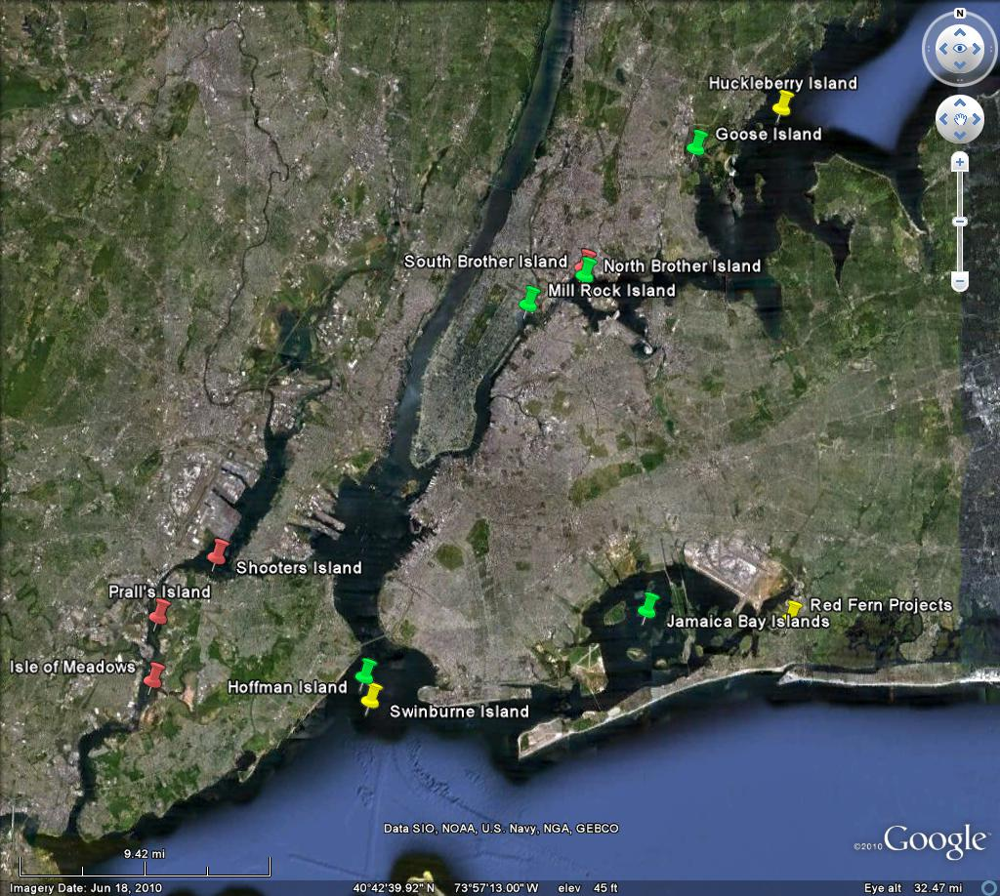 N
Huckleberry Island
Goose Island
South Brother Island
North Brother Island
Mill Rock Island
Shooters Island
Prall's Island
Red Fern Projects
Jamaica Bay Islands
Isle of Meadows
Hoffman Island
Swinburne Island
Data SIO, NOAA, U.S. Navy, NGA, GEBCO
©2010 Google
9.42 mi
Imagery Date: Jun 18, 2010 40°42'39.92" N 73°57'13.00" W elev 45 ft Eye alt 32.47 mi